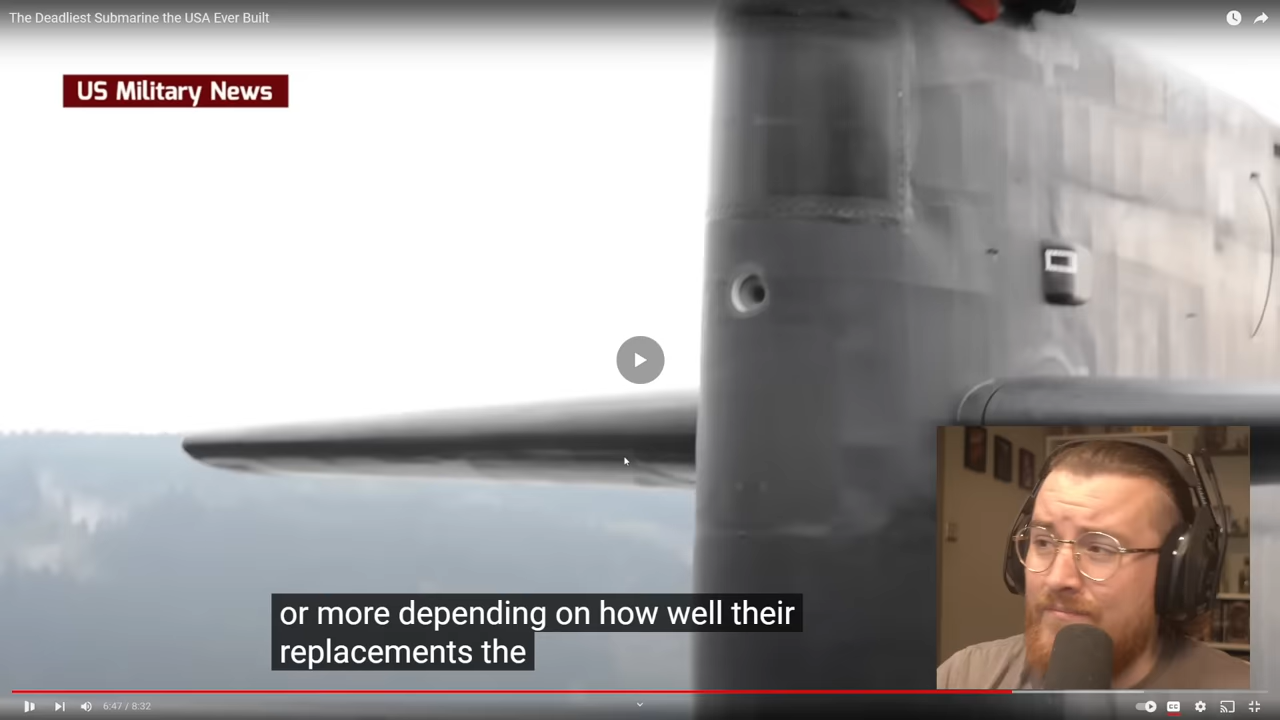 The Deadliest Submarine the USA Ever Built
US Military News
or more depending on how well their
replacements the
6:47 / 8:32
CC